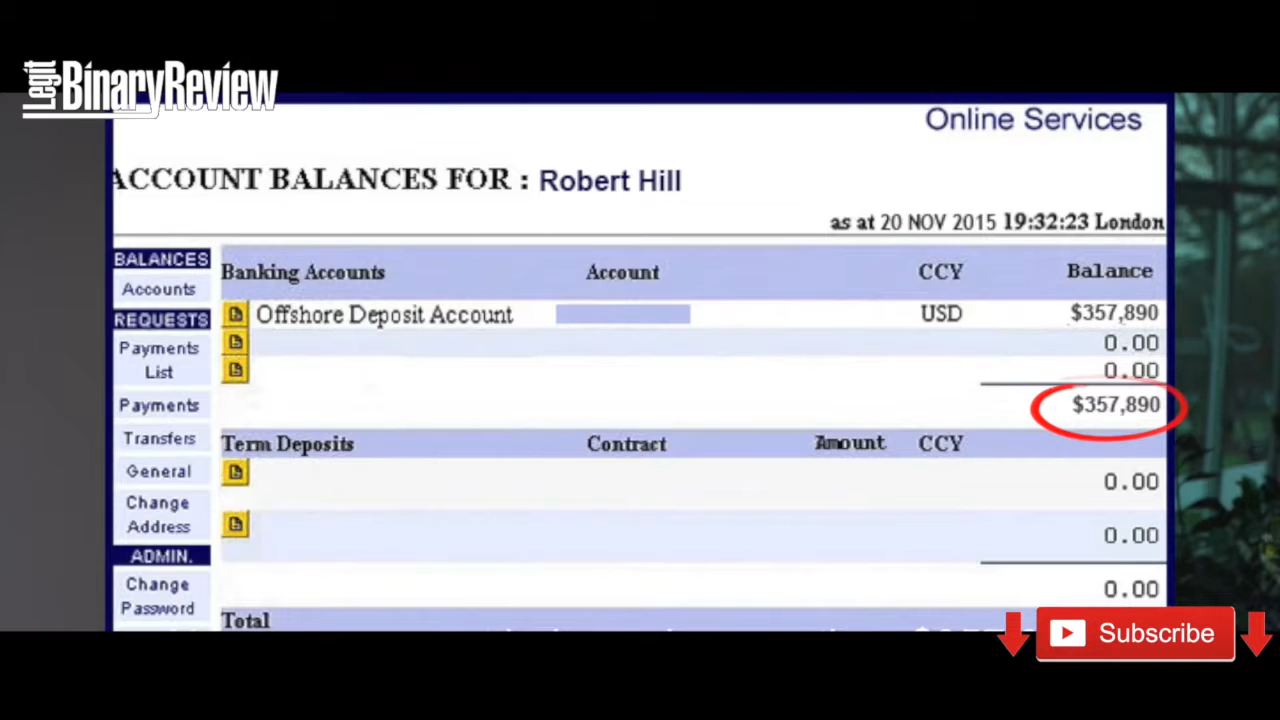 Legit BinaryReview
Online Services
ACCOUNT BALANCES FOR : Robert Hill
as at 20 NOV 2015 19:32:23 London
BALANCES
Accounts
REQUESTS
Payments
List
Payments
Transfers
General
Change
Address
ADMIN.
Change
Password
Banking Accounts Account CCY Balance
Offshore Deposit Account USD $357,890
0.00
0.00
$357,890
Term Deposits Contract Amount CCY
0.00
0.00
0.00
Total
Subscribe